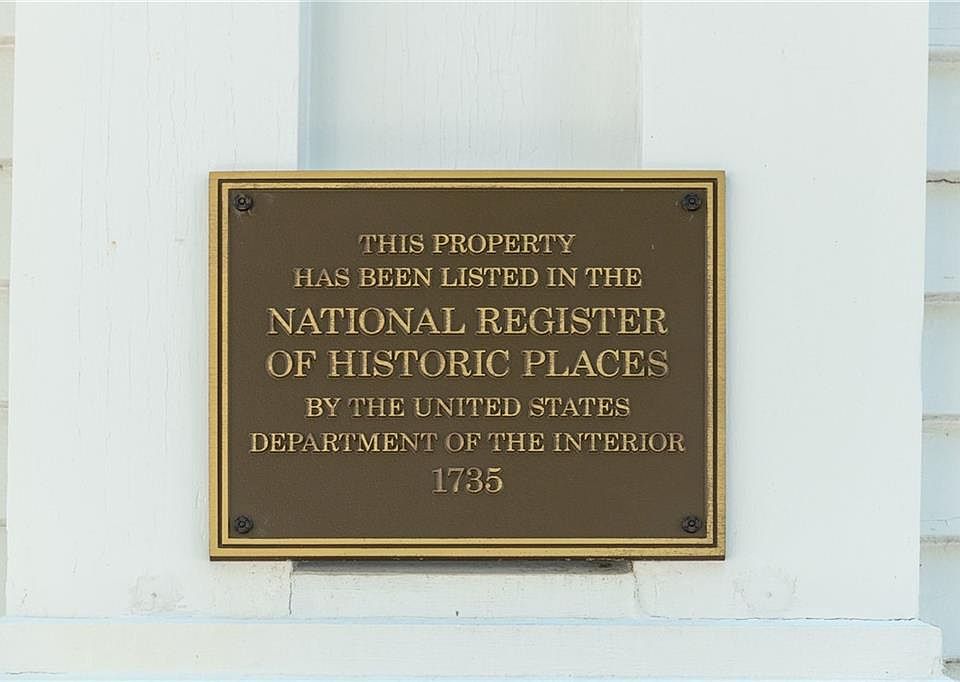 THIS PROPERTY
HAS BEEN LISTED IN THE
NATIONAL REGISTER
OF HISTORIC PLACES
BY THE UNITED STATES
DEPARTMENT OF THE INTERIOR
1735